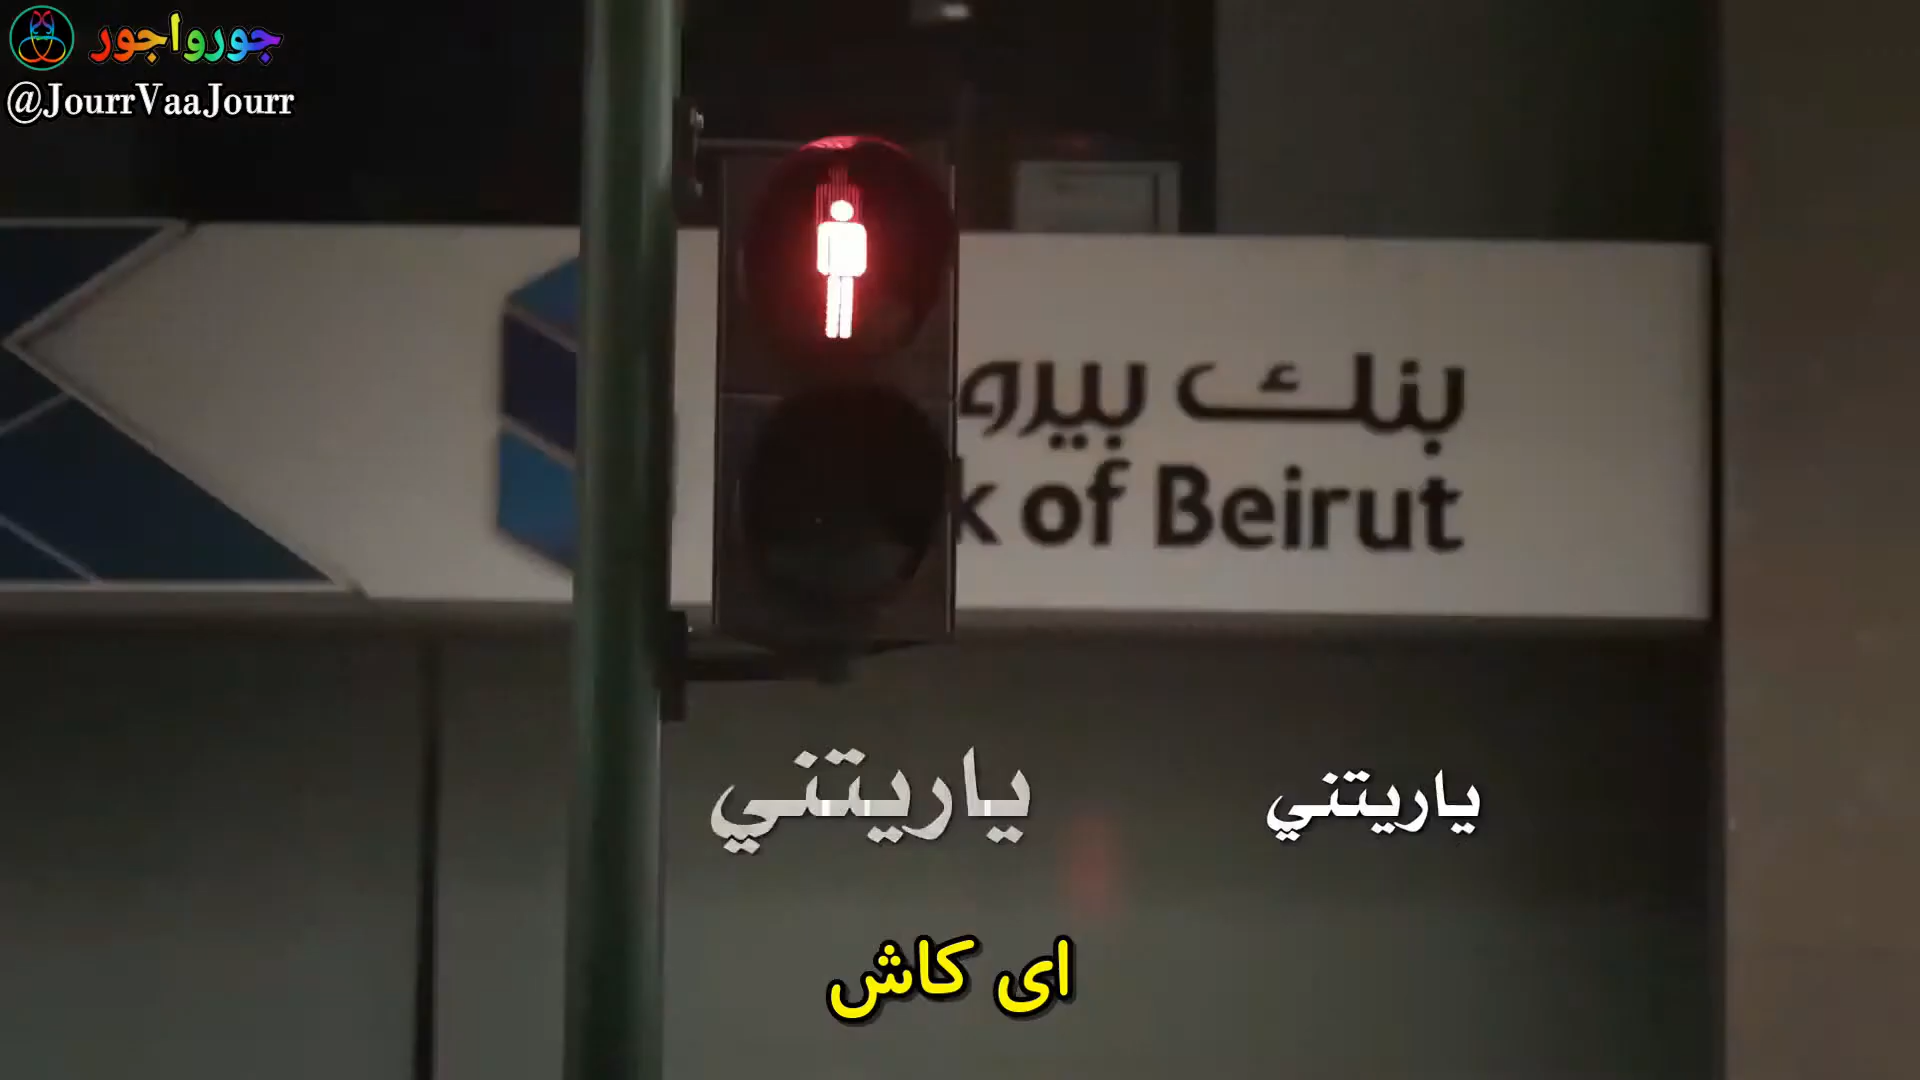 جورواجور
@JourrVaaJourr
بنك بيرو
k of Beirut
ياريتني ياريتني
ای کاش